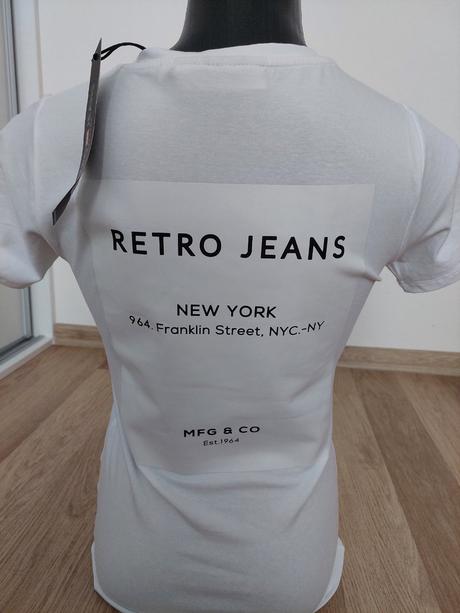 RETRO JEANS
NEW YORK
964. Franklin Street, NYC.-NY
MFG & CO
Est.1964